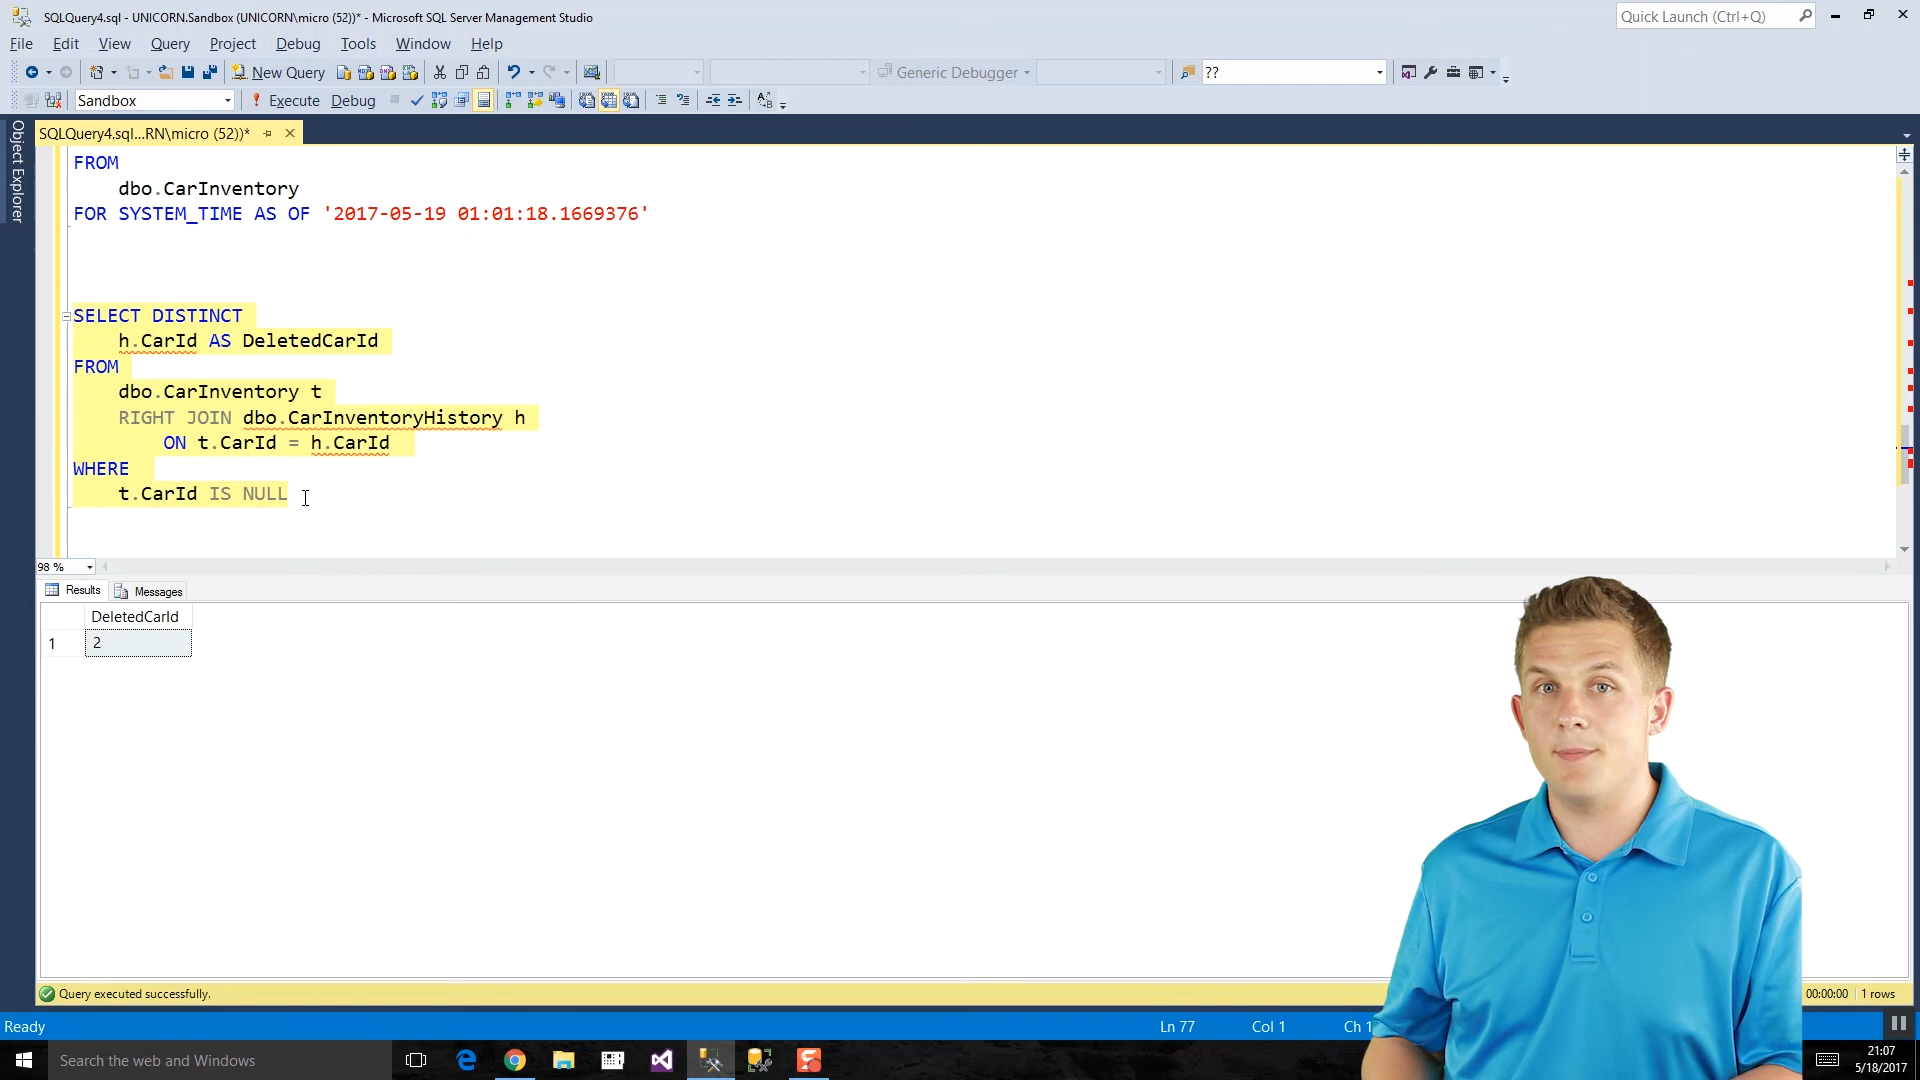 SQLQuery4.sql - UNICORN.Sandbox (UNICORN\micro (52))* - Microsoft SQL Server Management Studio
Quick Launch (Ctrl+Q)
File Edit View Query Project Debug Tools Window Help
New Query
Generic Debugger
??
Sandbox
! Execute Debug
SQLQuery4.sql...RN\micro (52))*
Object Explorer
FROM
dbo.CarInventory
FOR SYSTEM_TIME AS OF '2017-05-19 01:01:18.1669376'
SELECT DISTINCT
h.CarId AS DeletedCarId
FROM
dbo.CarInventory t
RIGHT JOIN dbo.CarInventoryHistory h
ON t.CarId = h.CarId
WHERE
t.CarId IS NULL
98 %
Results Messages
DeletedCarId
1 2
Query executed successfully.
00:00:00 1 rows
Ready
Ln 77 Col 1 Ch 1
Search the web and Windows
21:07
5/18/2017